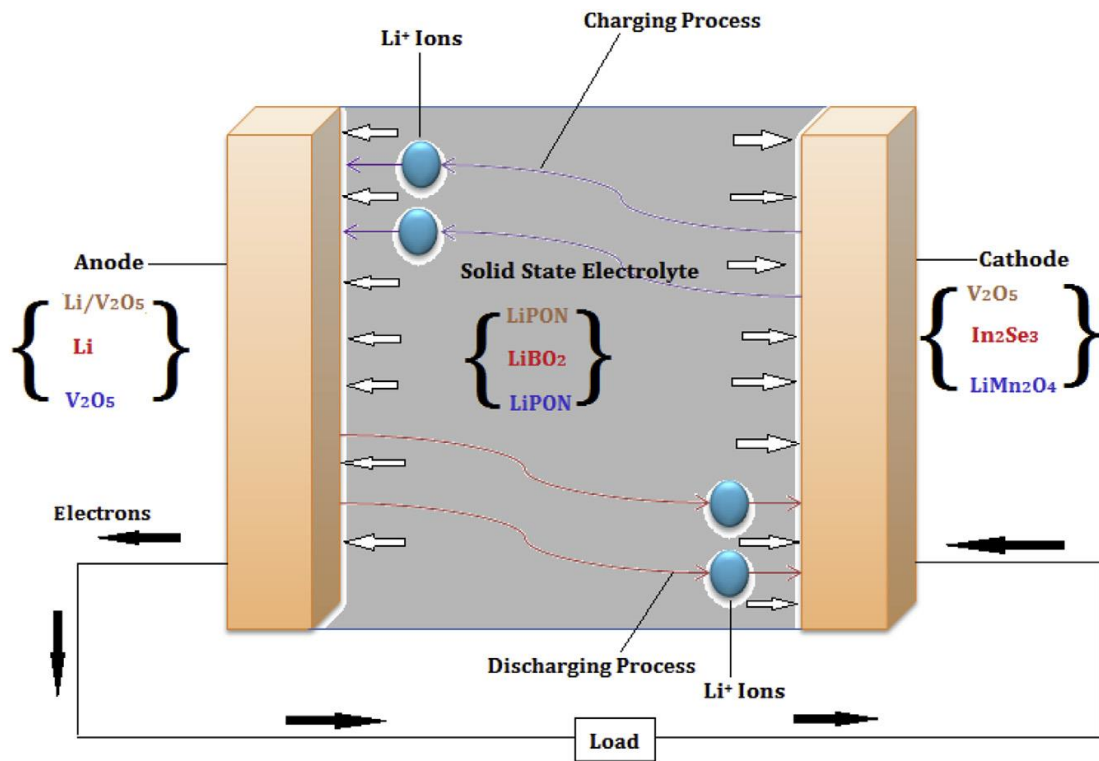 Charging Process
Li⁺ Ions
Anode
Solid State Electrolyte
Cathode
Li/V₂O₅
LiPON
V₂O₅
Li
LiBO₂
In₂Se₃
V₂O₅
LiPON
LiMn₂O₄
Electrons
Discharging Process
Li⁺ Ions
Load